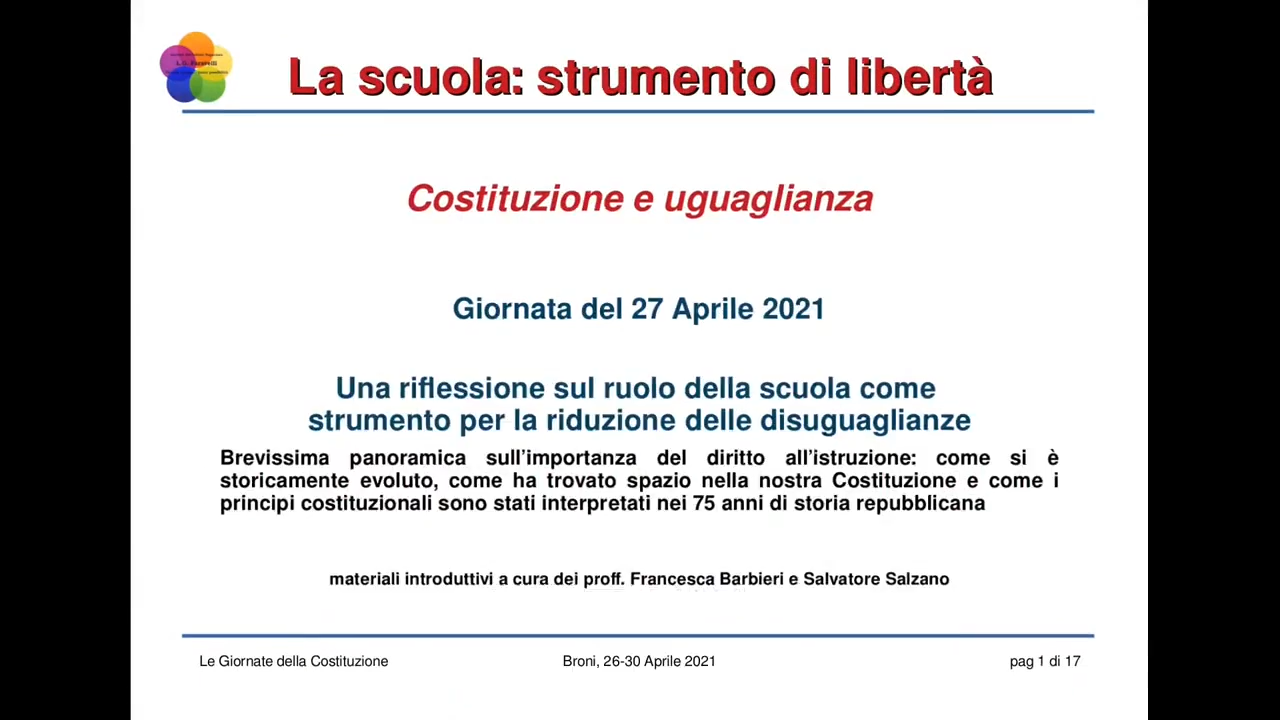 La scuola: strumento di libertà
Costituzione e uguaglianza
Giornata del 27 Aprile 2021
Una riflessione sul ruolo della scuola come
strumento per la riduzione delle disuguaglianze
Brevissima panoramica sull'importanza del diritto all'istruzione: come si è
storicamente evoluto, come ha trovato spazio nella nostra Costituzione e come i
principi costituzionali sono stati interpretati nei 75 anni di storia repubblicana
materiali introduttivi a cura dei proff. Francesca Barbieri e Salvatore Salzano
Le Giornate della Costituzione
Broni, 26-30 Aprile 2021
pag 1 di 17